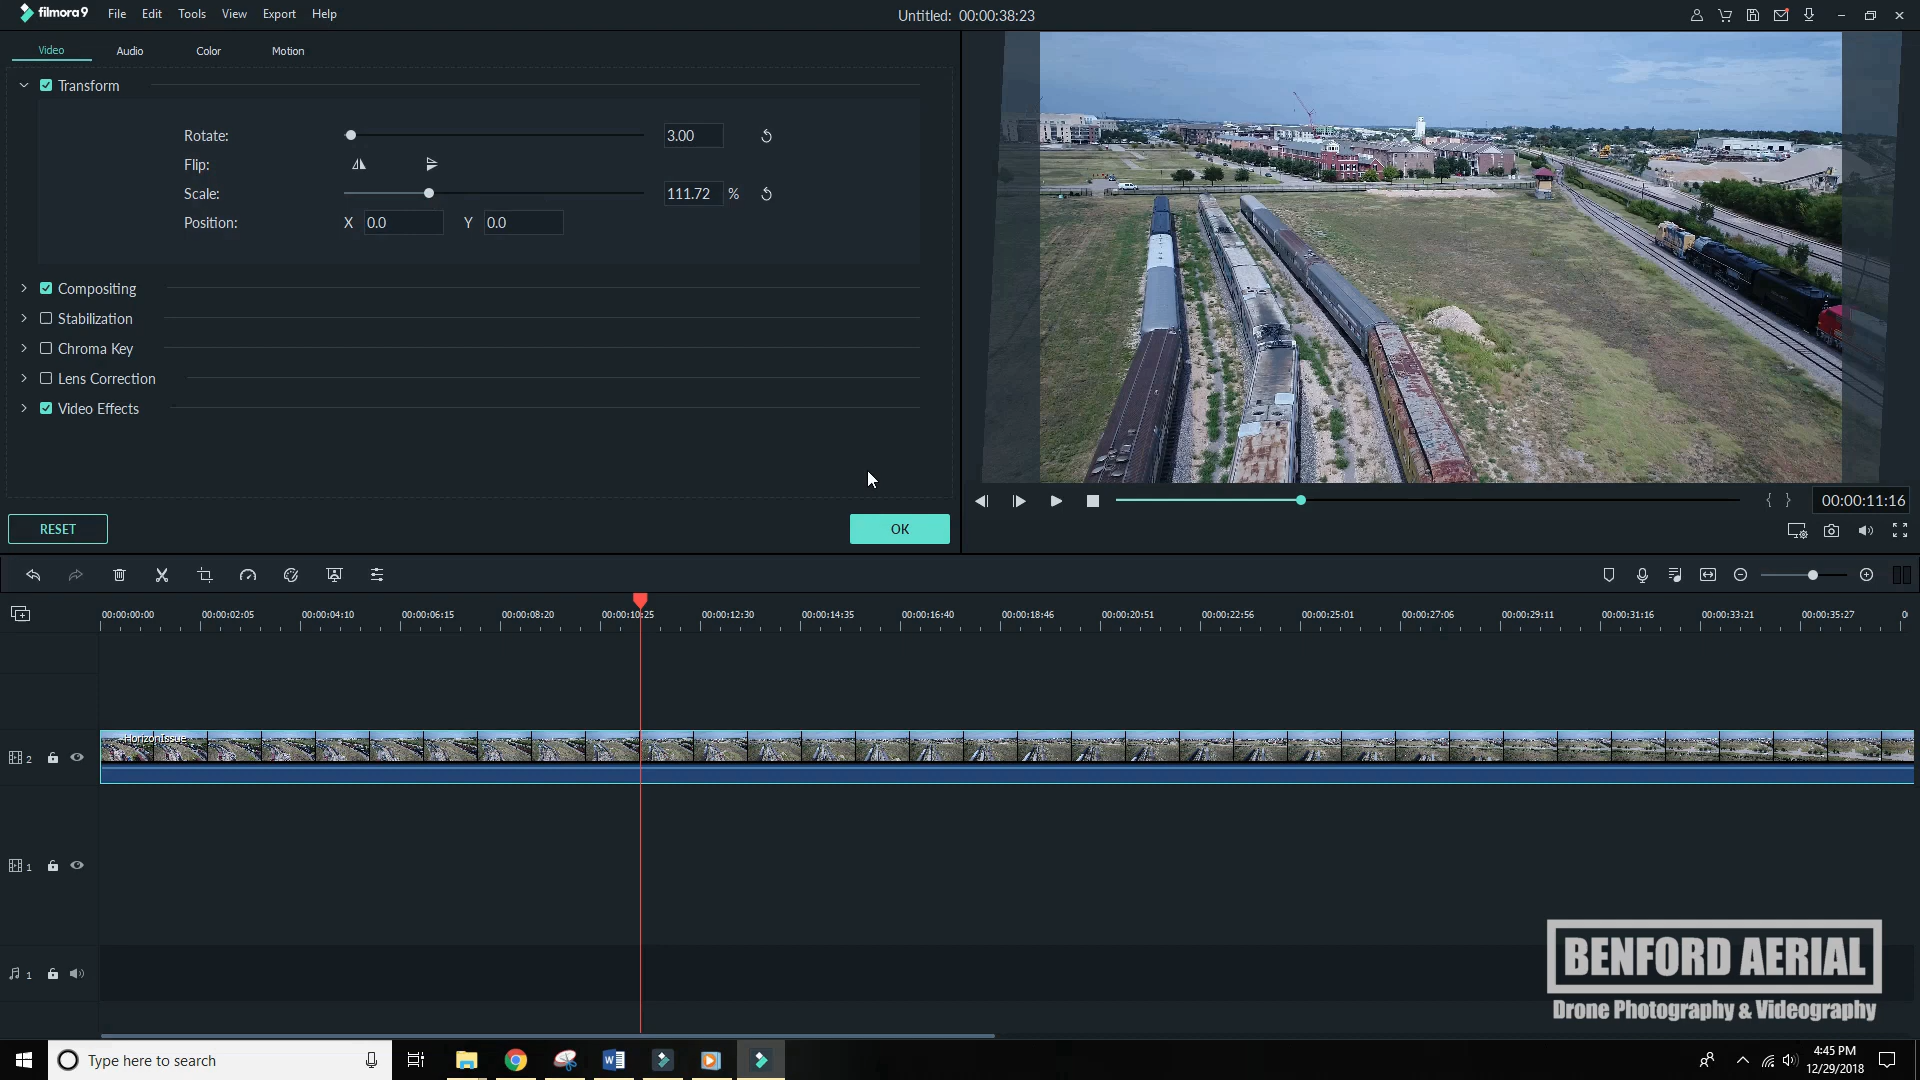 filmora9 File Edit Tools View Export Help
Untitled: 00:00:38:23
Video Audio Color Motion
Transform
Rotate: 3.00
Flip:
Scale: 111.72 %
Position: X 0.0 Y 0.0
Compositing
Stabilization
Chroma Key
Lens Correction
Video Effects
RESET OK
{ } 00:00:11:16
00:00:00:00 00:00:02:05 00:00:04:10 00:00:06:15 00:00:08:20 00:00:10:25 00:00:12:30 00:00:14:35 00:00:16:40 00:00:18:46 00:00:20:51 00:00:22:56 00:00:25:01 00:00:27:06 00:00:29:11 00:00:31:16 00:00:33:21 00:00:35:27
HorizonIssue
2
1
1
BENFORD AERIAL
Drone Photography & Videography
Type here to search
4:45 PM
12/29/2018